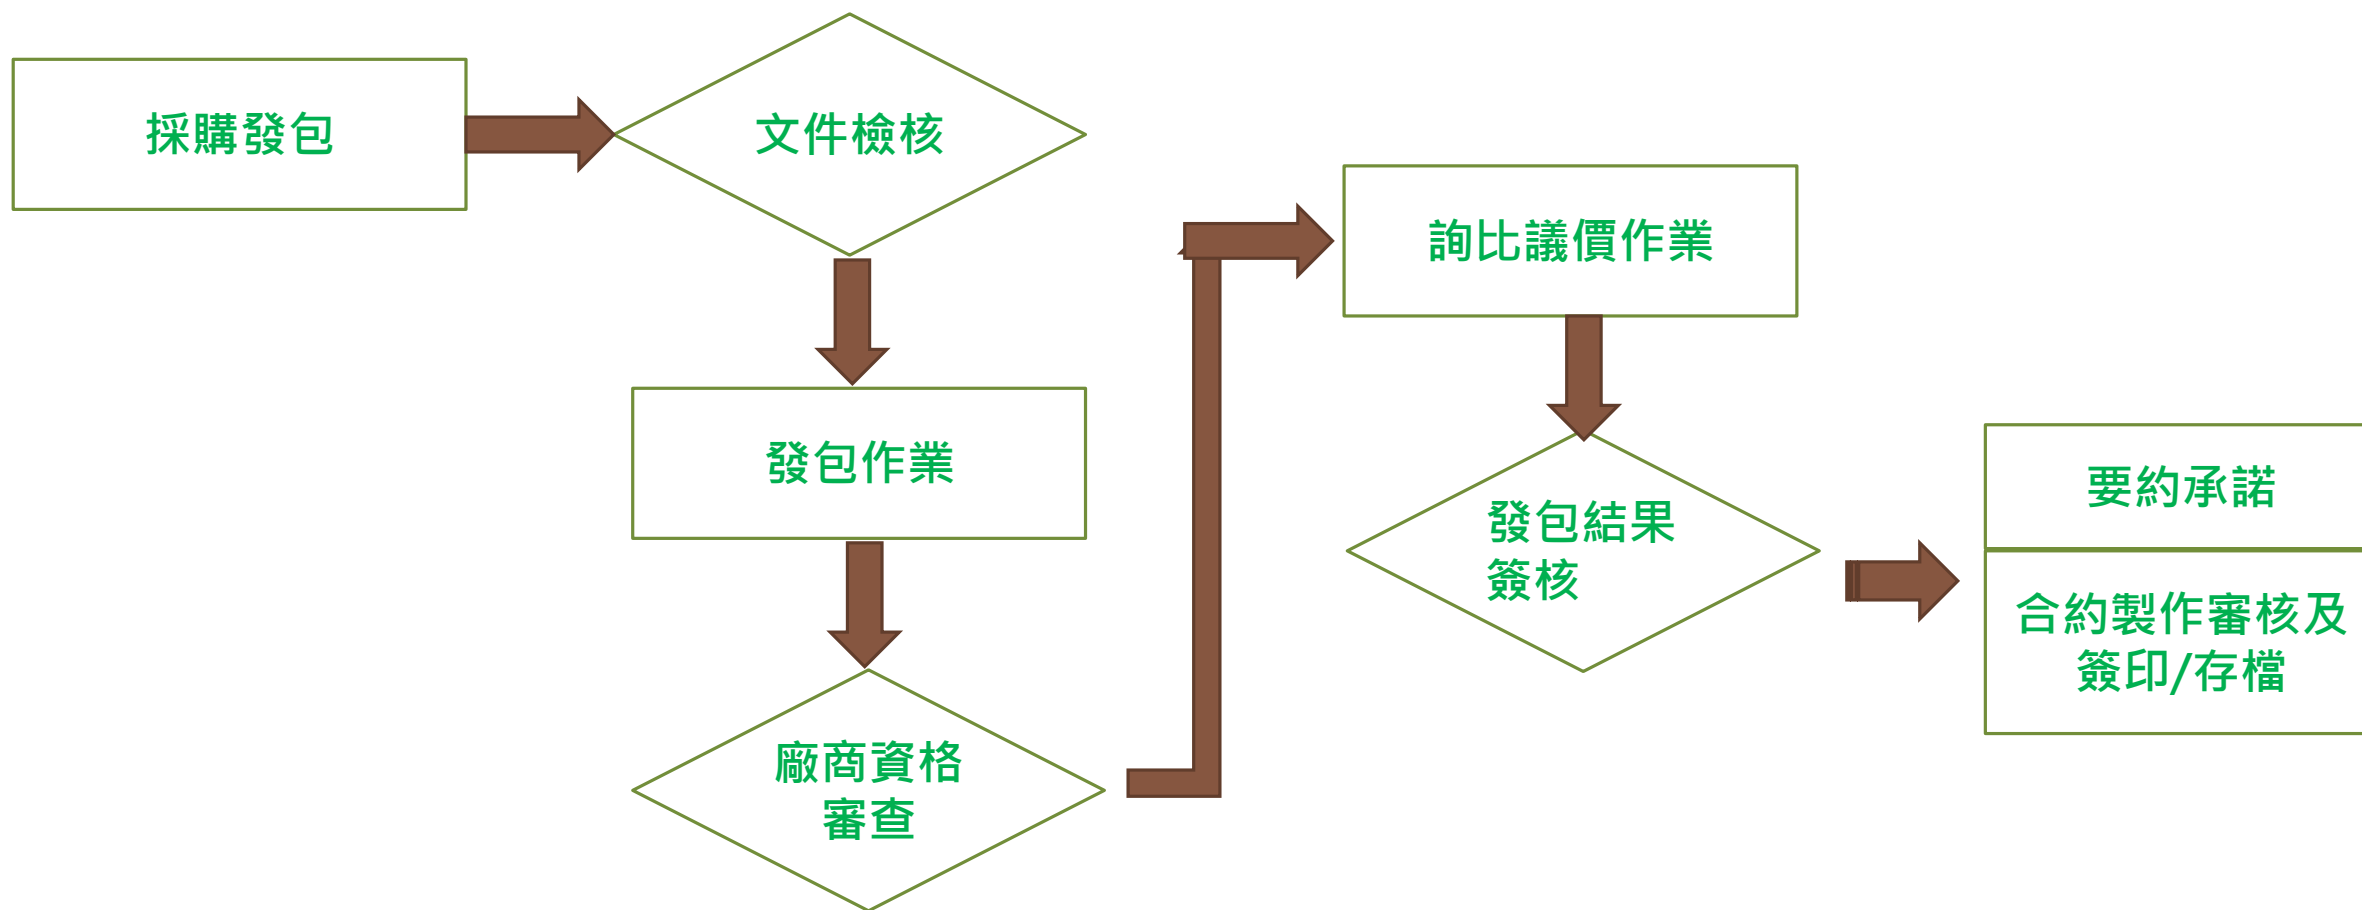 採購發包
文件檢核
發包作業
廠商資格
審查
詢比議價作業
發包結果
簽核
要約承諾
合約製作審核及
簽印/存檔